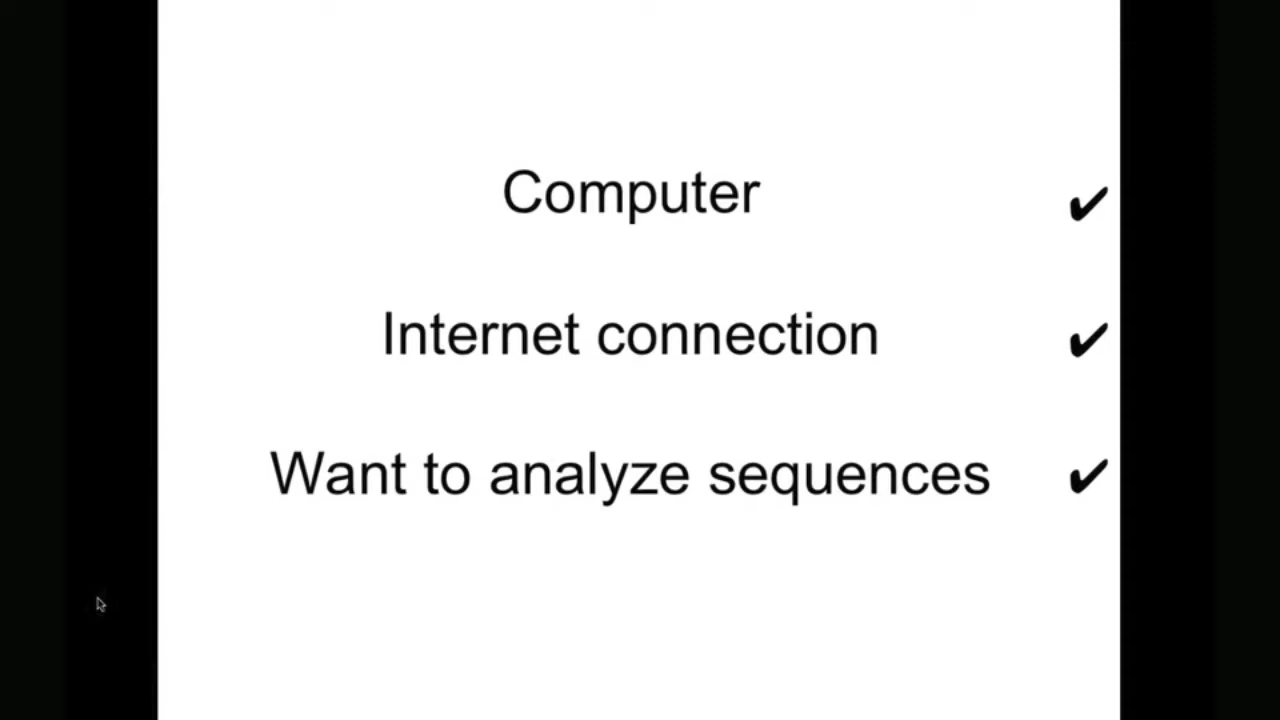 Computer ✔
Internet connection ✔
Want to analyze sequences ✔